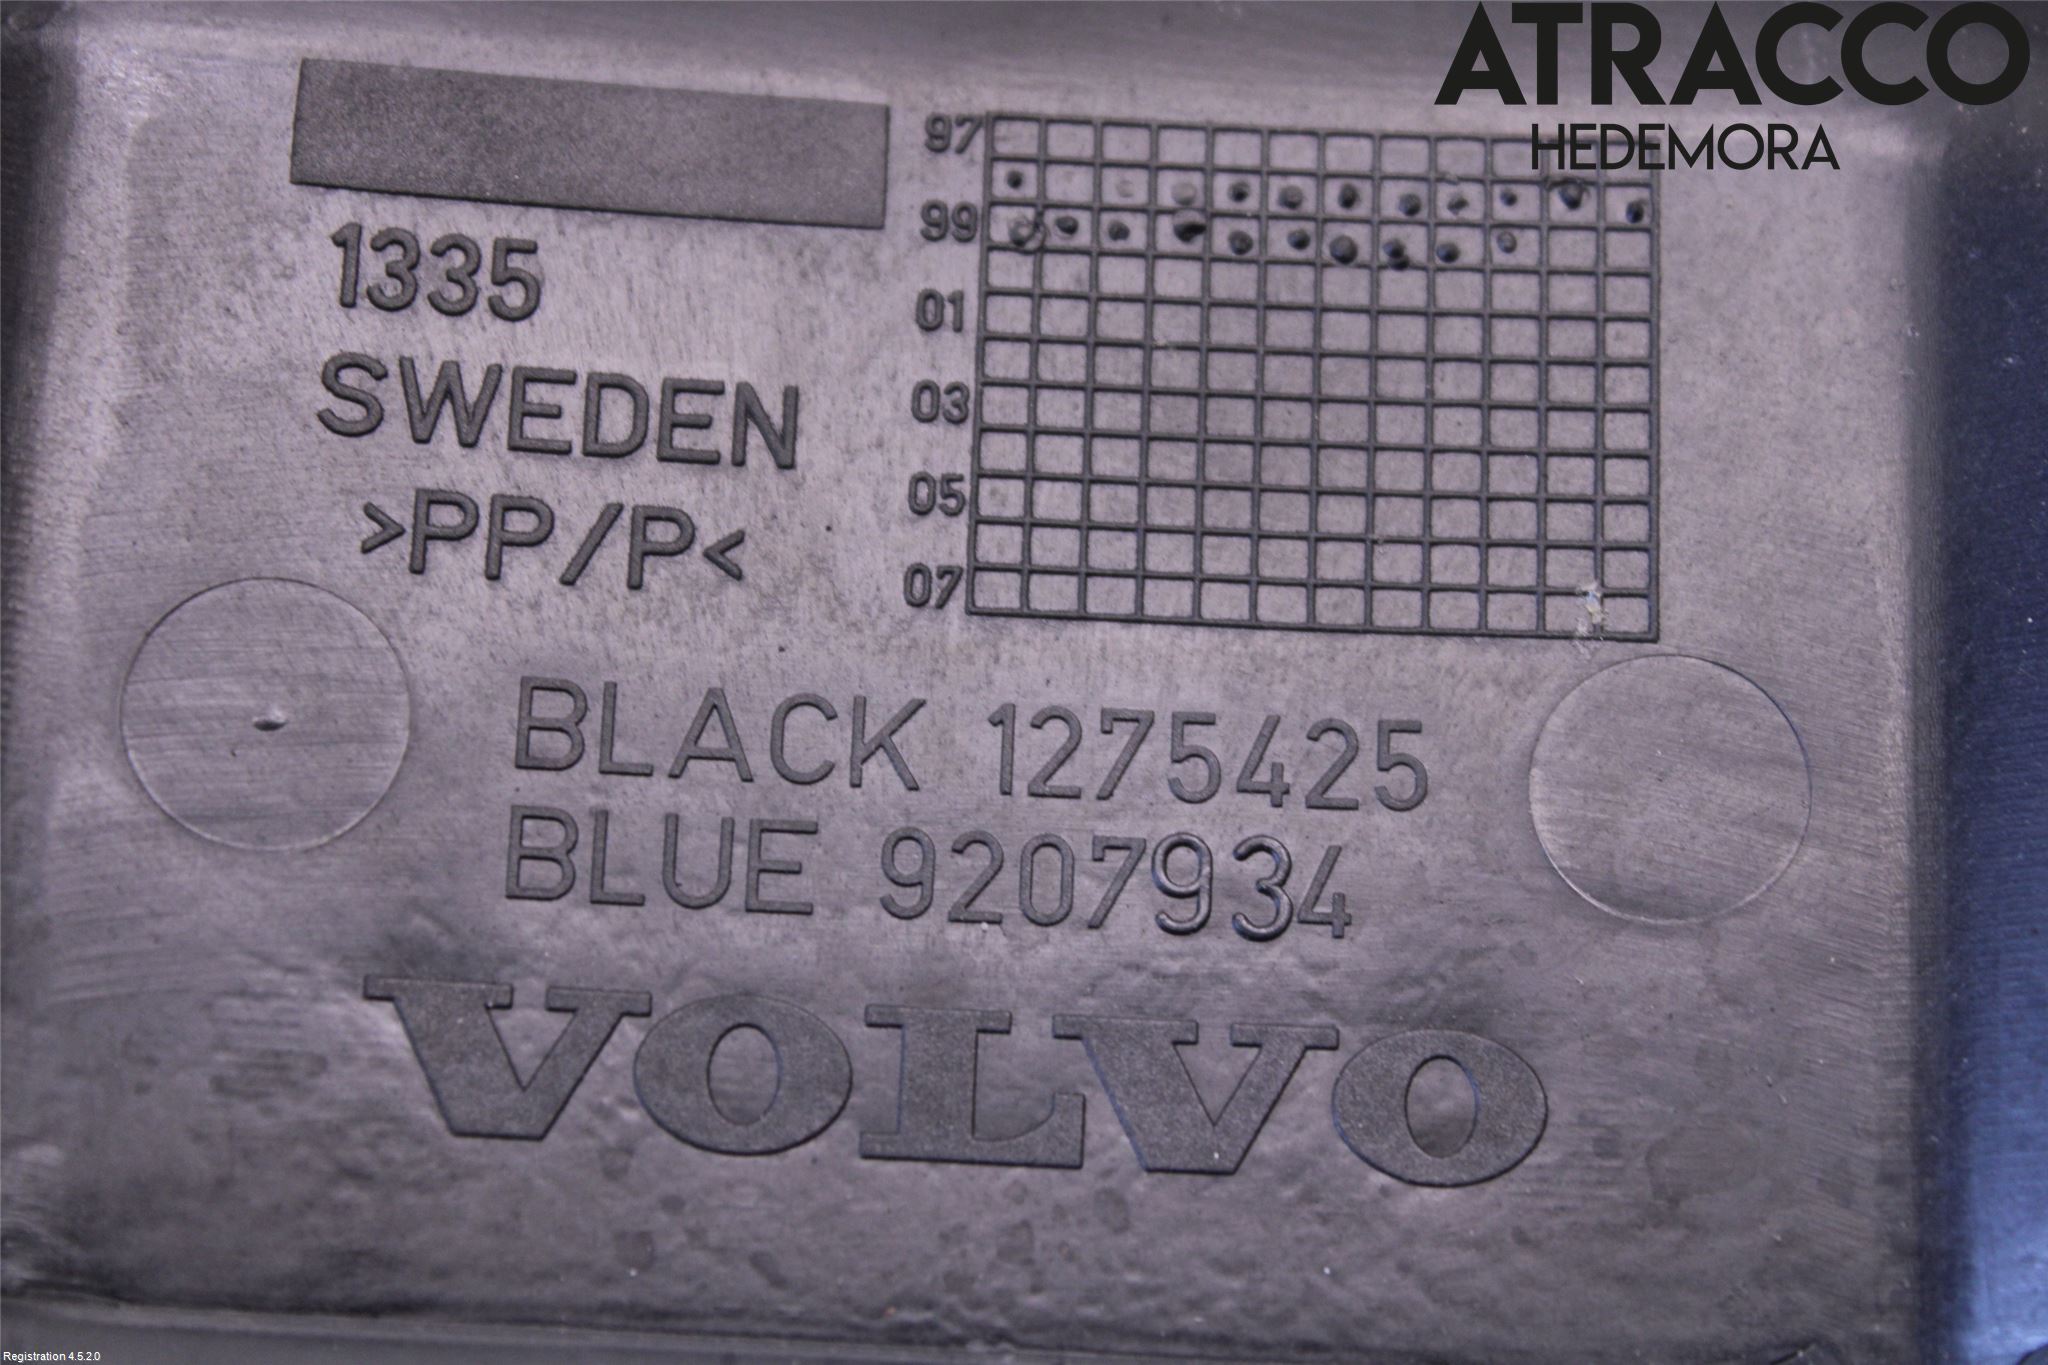 ATRACCO
HEDEMORA
1335
SWEDEN
>PP/P<
97
99
01
03
05
07
BLACK 1275425
BLUE 9207934
VOLVO
Registration 4.5.2.0